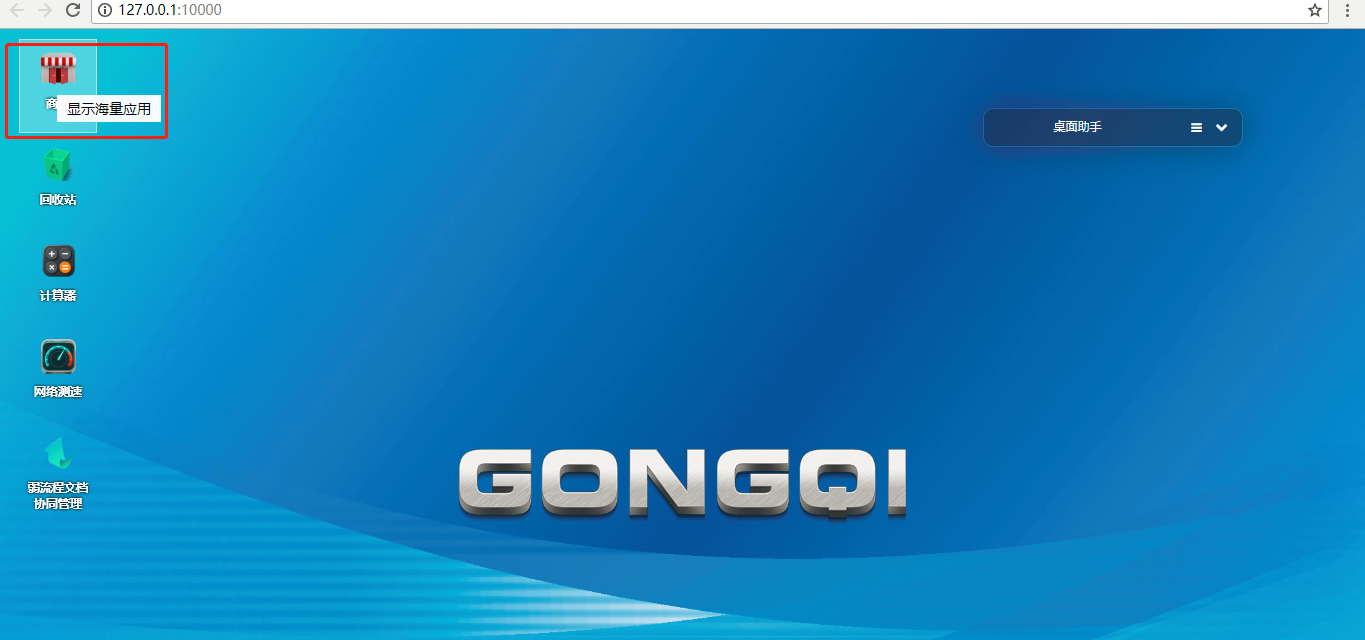 127.0.0.1:10000
商
显示海量应用
桌面助手
回收站
计算器
网络测速
弱流程文档
协同管理
GONGQI